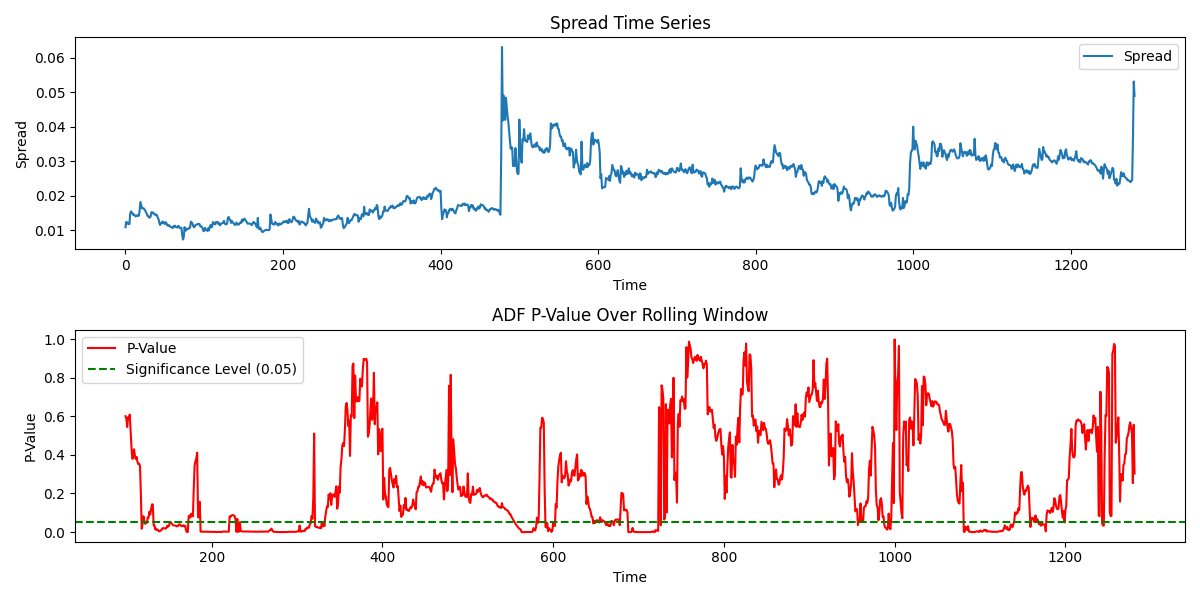 Spread Time Series
Spread
0.06
0.05
0.04
0.03
0.02
0.01
Spread
0 200 400 600 800 1000 1200
Time
ADF P-Value Over Rolling Window
P-Value
Significance Level (0.05)
1.0
0.8
0.6
0.4
0.2
0.0
P-Value
200 400 600 800 1000 1200
Time